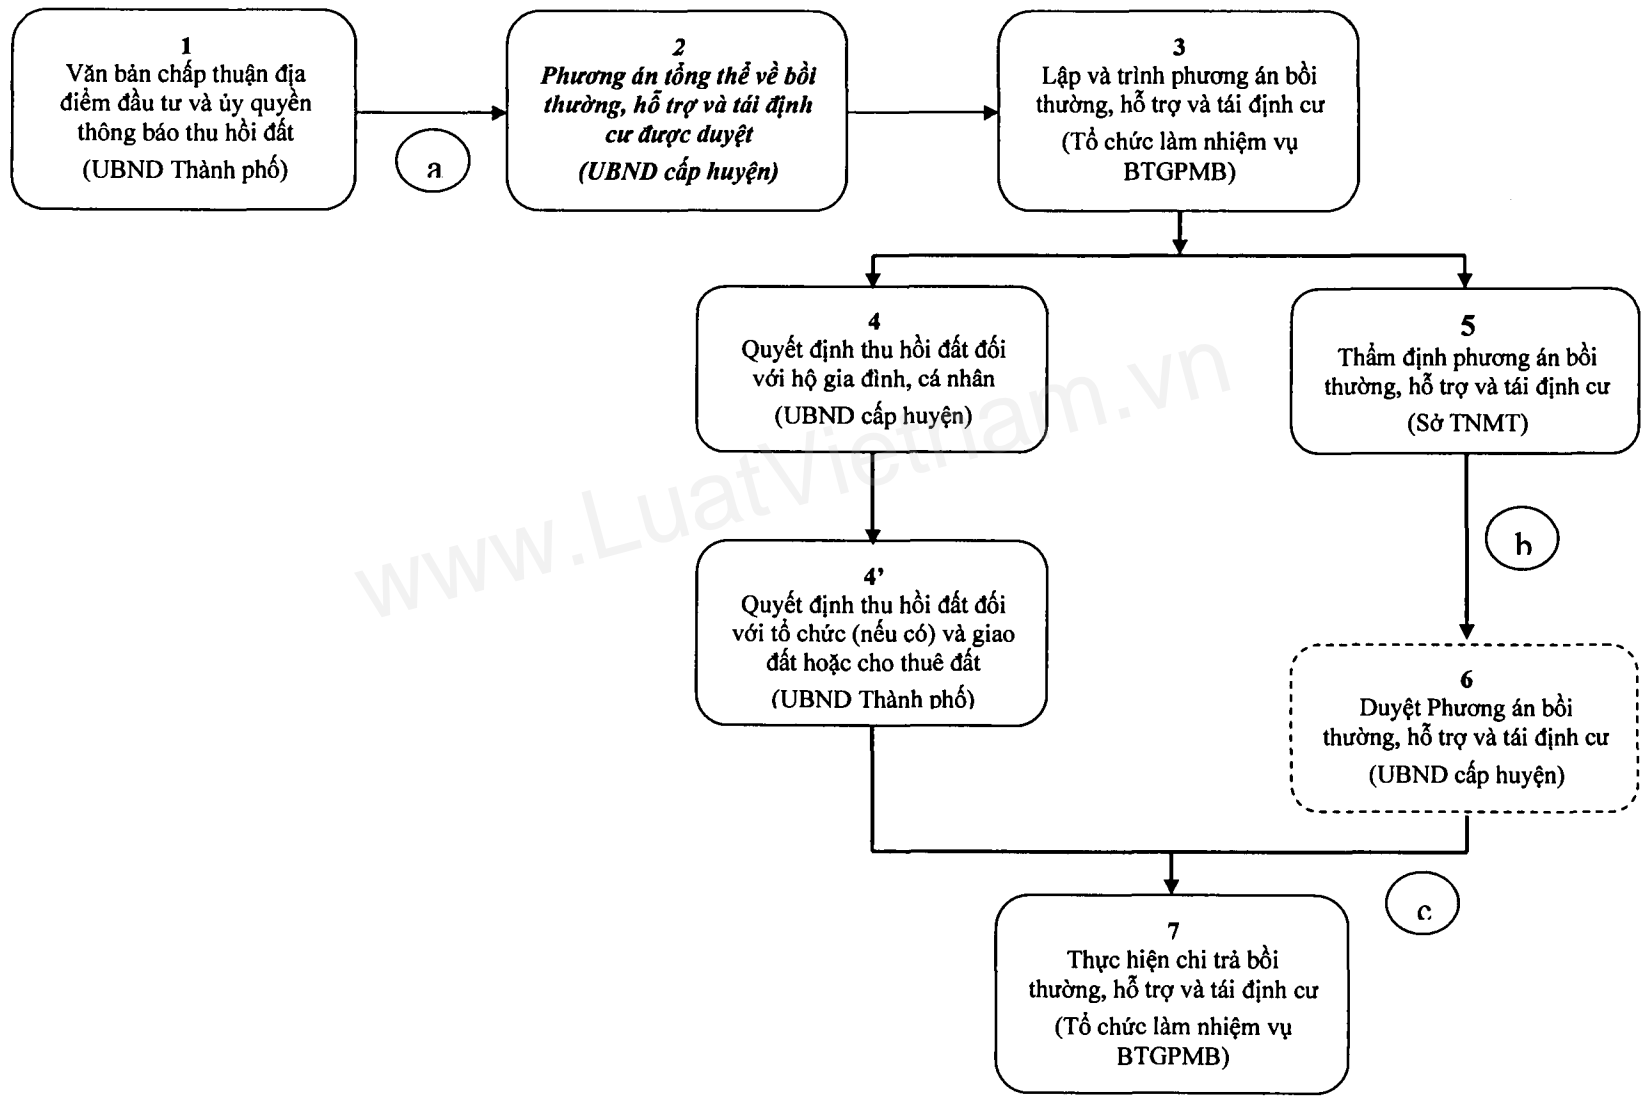 1
Văn bản chấp thuận địa
điểm đầu tư và ủy quyền
thông báo thu hồi đất
(UBND Thành phố)
a
2
Phương án tổng thể về bồi
thường, hỗ trợ và tái định
cư được duyệt
(UBND cấp huyện)
3
Lập và trình phương án bồi
thường, hỗ trợ và tái định cư
(Tổ chức làm nhiệm vụ
BTGPMB)
4
Quyết định thu hồi đất đối
với hộ gia đình, cá nhân
(UBND cấp huyện)
5
Thẩm định phương án bồi
thường, hỗ trợ và tái định cư
(Sở TNMT)
www.LuatVietnam.vn
b
4’
Quyết định thu hồi đất đối
với tổ chức (nếu có) và giao
đất hoặc cho thuê đất
(UBND Thành phố)
6
Duyệt Phương án bồi
thường, hỗ trợ và tái định cư
(UBND cấp huyện)
c
7
Thực hiện chi trả bồi
thường, hỗ trợ và tái định cư
(Tổ chức làm nhiệm vụ
BTGPMB)